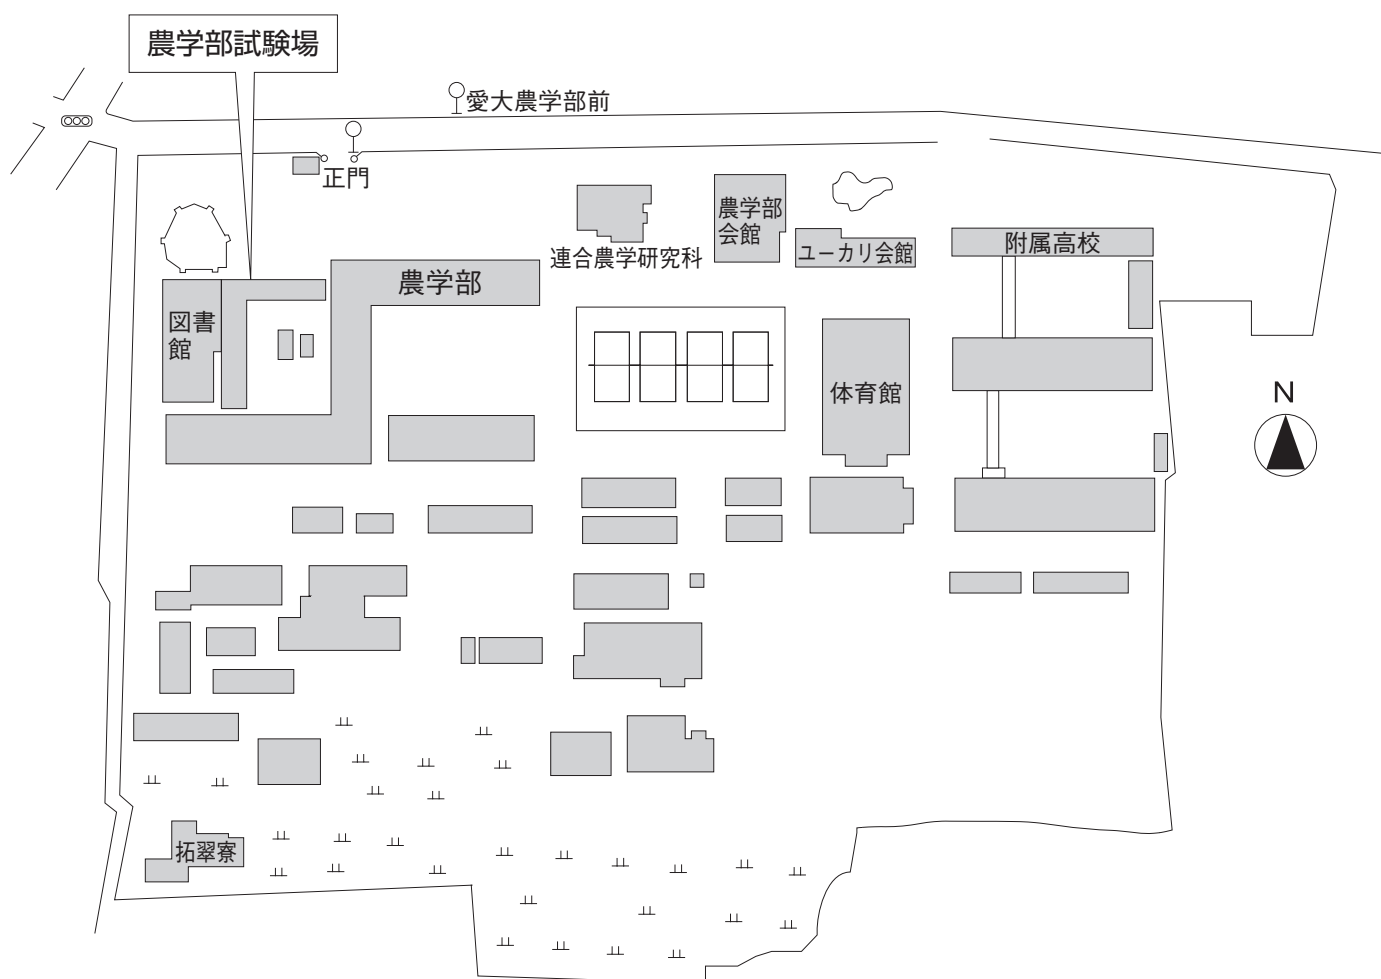 農学部試験場
愛大農学部前
正門
農学部
会館
連合農学研究科
ユーカリ会館
附属高校
農学部
図書
館
体育館
N
拓翠寮